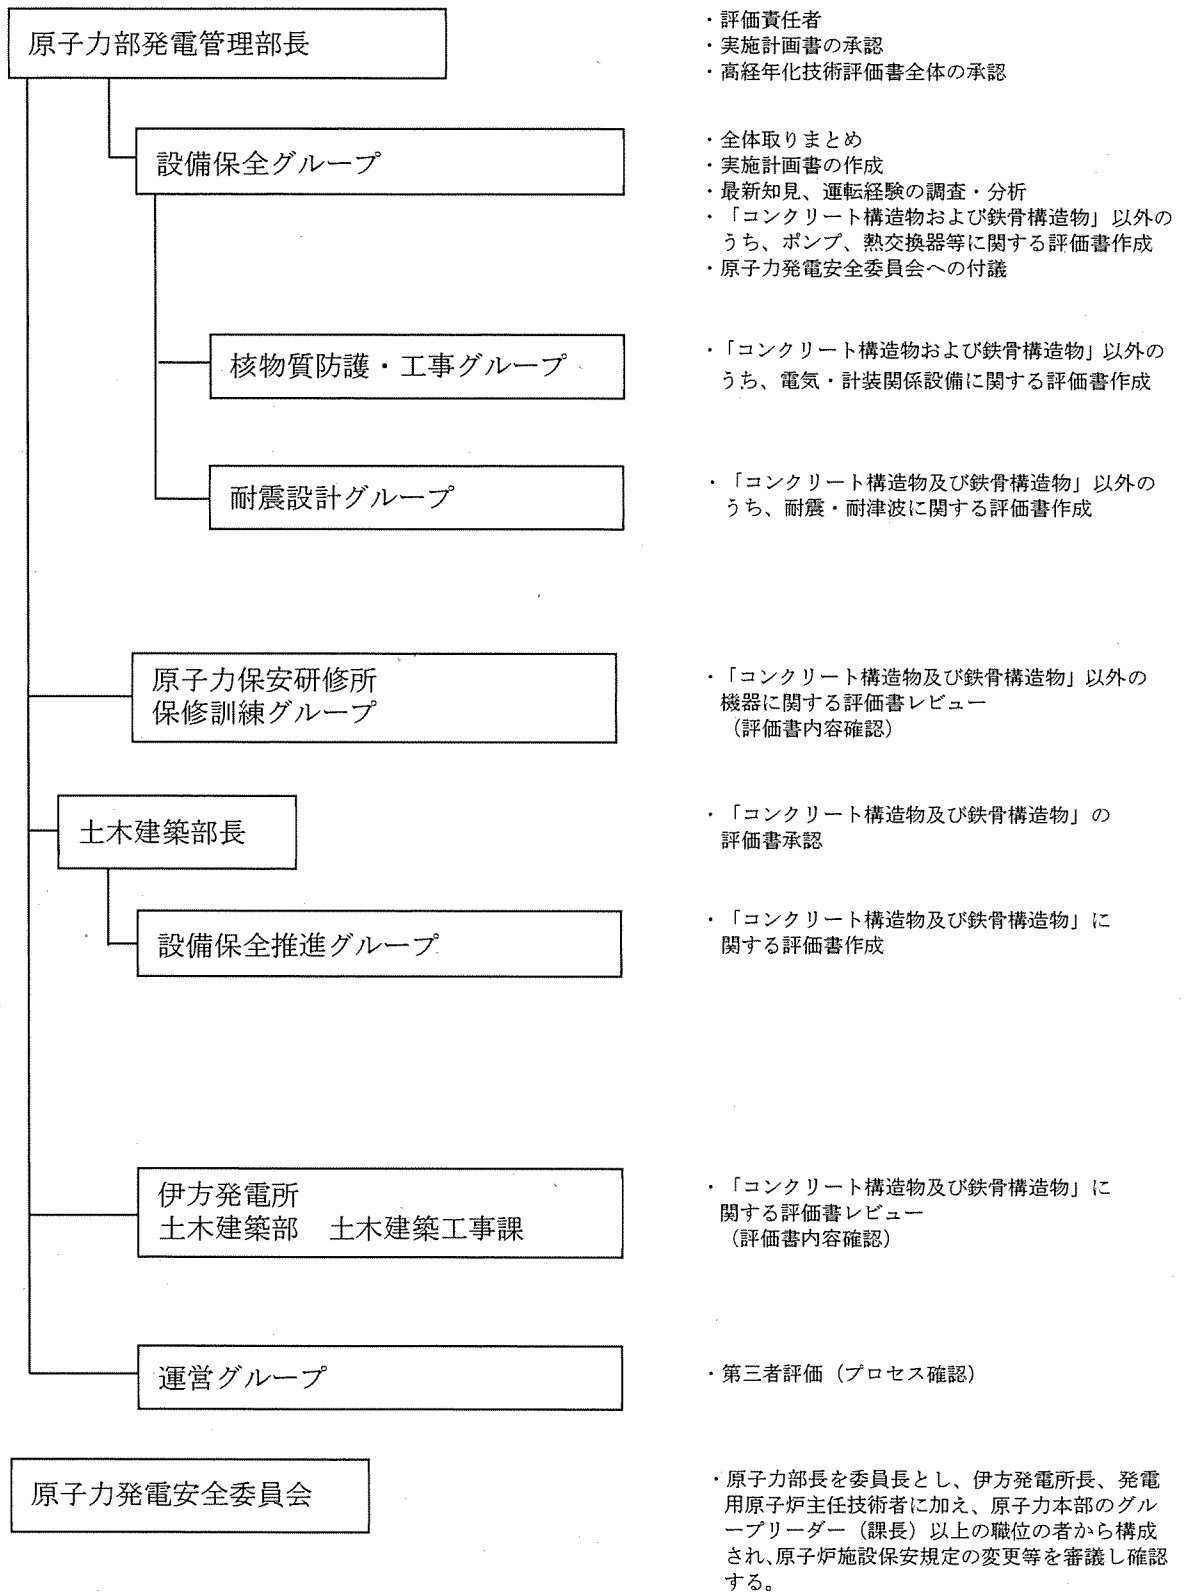 原子力部発電管理部長
・評価責任者
・実施計画書の承認
・高経年化技術評価書全体の承認
設備保全グループ
・全体取りまとめ
・実施計画書の作成
・最新知見、運転経験の調査・分析
・「コンクリート構造物および鉄骨構造物」以外の
うち、ポンプ、熱交換器等に関する評価書作成
・原子力発電安全委員会への付議
核物質防護・工事グループ
・「コンクリート構造物および鉄骨構造物」以外の
うち、電気・計装関係設備に関する評価書作成
耐震設計グループ
・「コンクリート構造物及び鉄骨構造物」以外の
うち、耐震・耐津波に関する評価書作成
原子力保安研修所
保修訓練グループ
・「コンクリート構造物及び鉄骨構造物」以外の
機器に関する評価書レビュー
（評価書内容確認）
土木建築部長
・「コンクリート構造物及び鉄骨構造物」の
評価書承認
設備保全推進グループ
・「コンクリート構造物及び鉄骨構造物」に
関する評価書作成
伊方発電所
土木建築部　土木建築工事課
・「コンクリート構造物及び鉄骨構造物」に
関する評価書レビュー
（評価書内容確認）
運営グループ
・第三者評価（プロセス確認）
原子力発電安全委員会
・原子力部長を委員長とし、伊方発電所長、発電
用原子炉主任技術者に加え、原子力本部のグル
ープリーダー（課長）以上の職位の者から構成
され、原子炉施設保安規定の変更等を審議し確認
する。